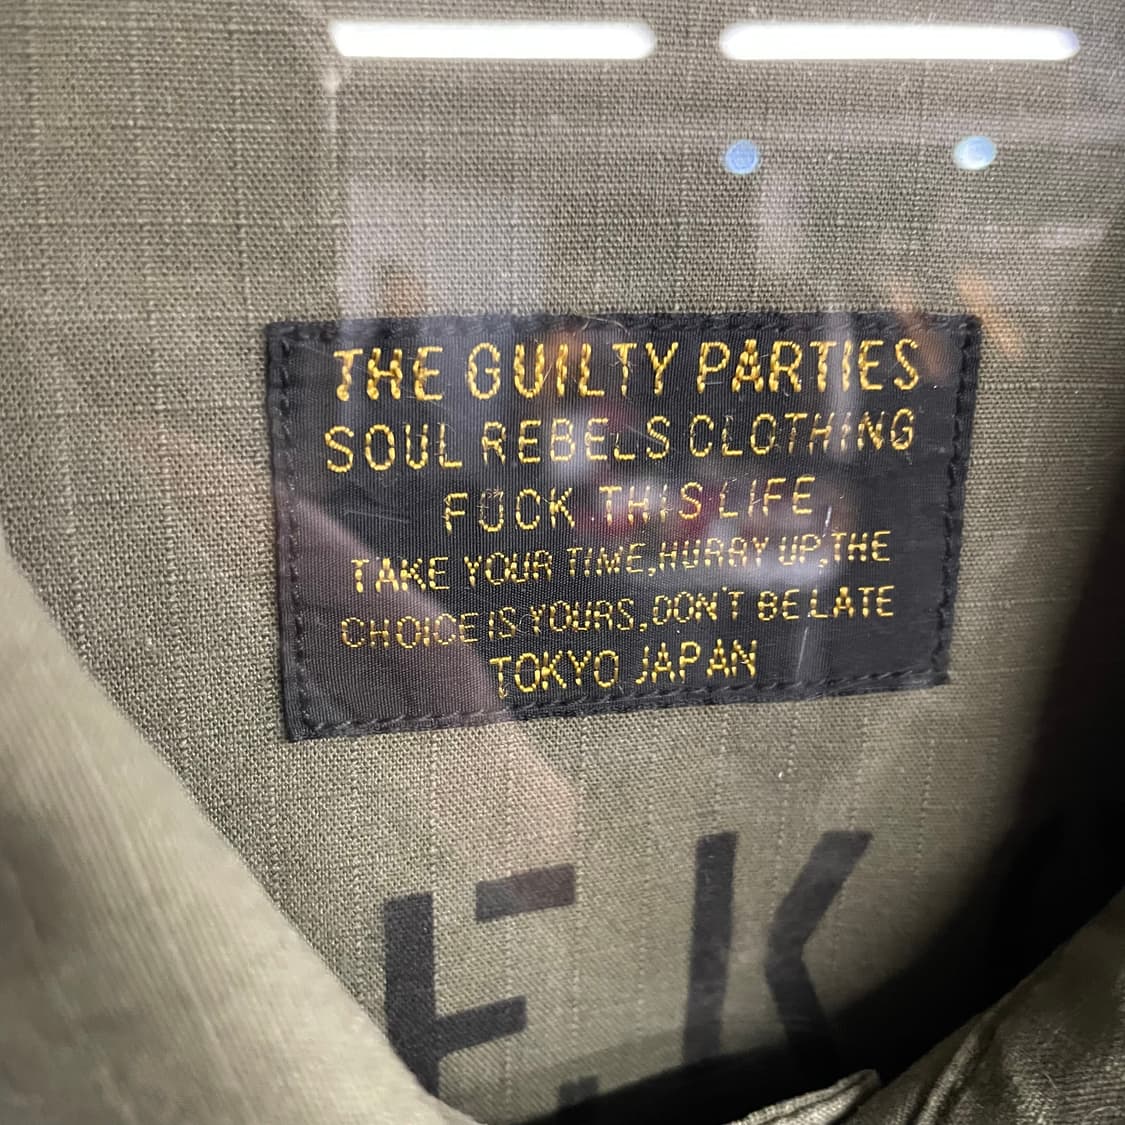 THE GUILTY PARTIES
SOUL REBELS CLOTHING
FUCK THIS LIFE
TAKE YOUR TIME,HURRY UP,THE
CHOICE IS YOURS,DON'T BE LATE
TOKYO JAPAN
F. K